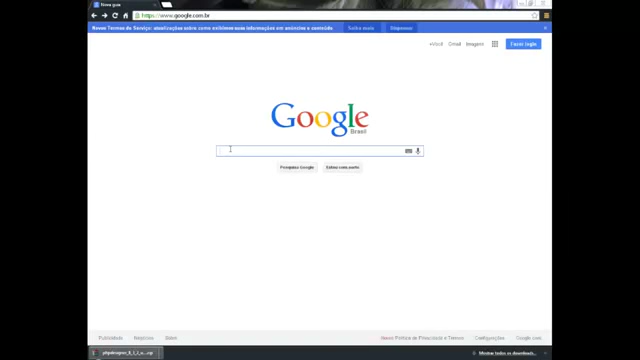 Nova guia
https://www.google.com.br
Novos Termos de Serviço: atualizações sobre como exibimos suas informações em anúncios e conteúdo Saiba mais Dispensar
+Você Gmail Imagens Fazer login
Google
Brasil
Pesquisa Google Estou com sorte
Publicidade Negócios Sobre Novo Política de Privacidade e Termos Configurações Google.com
Mostrar todos os downloads...